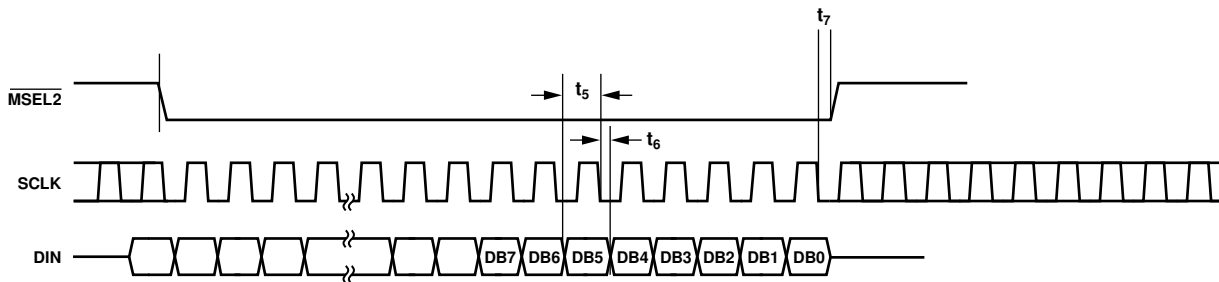 t7
MSEL2
t5
t6
SCLK
DIN
DB7 DB6 DB5 DB4 DB3 DB2 DB1 DB0